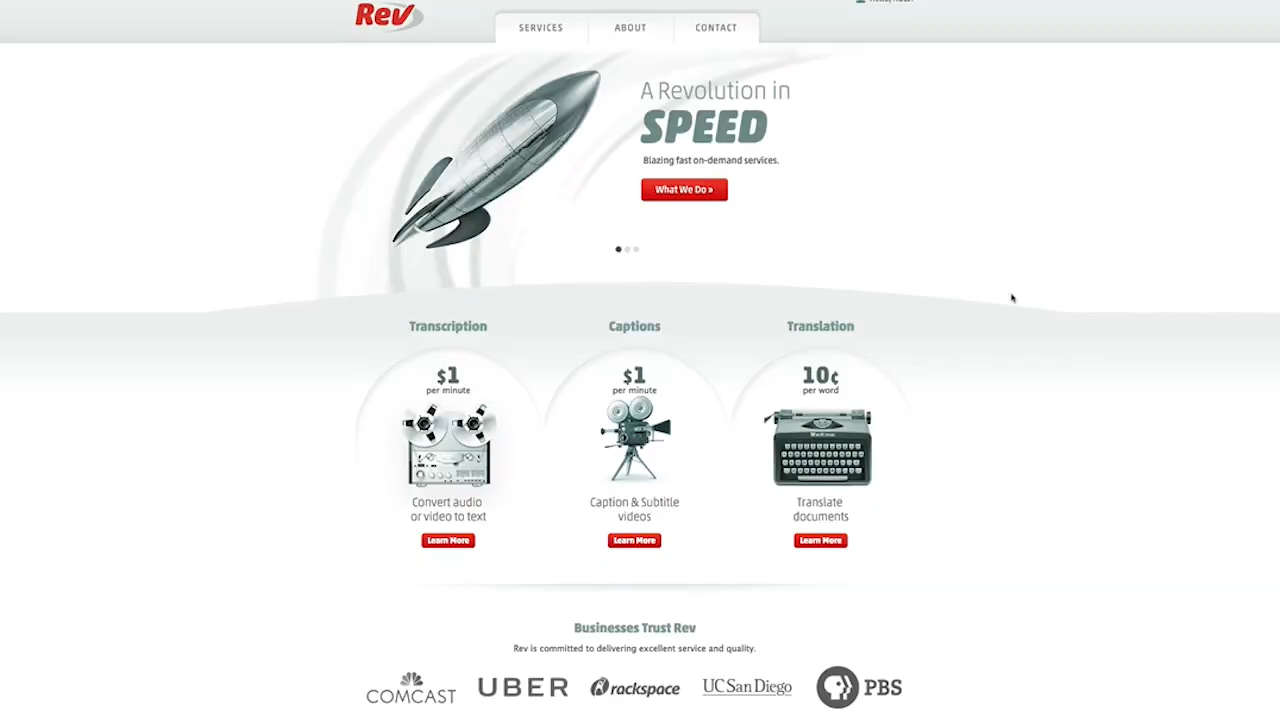 Rev
SERVICES
ABOUT
CONTACT
A Revolution in
SPEED
Blazing fast on-demand services.
What We Do »
Transcription
Captions
Translation
$1
per minute
$1
per minute
10¢
per word
Convert audio
or video to text
Caption & Subtitle
videos
Translate
documents
Learn More
Learn More
Learn More
Businesses Trust Rev
Rev is committed to delivering excellent service and quality.
COMCAST
UBER
rackspace
UC San Diego
PBS